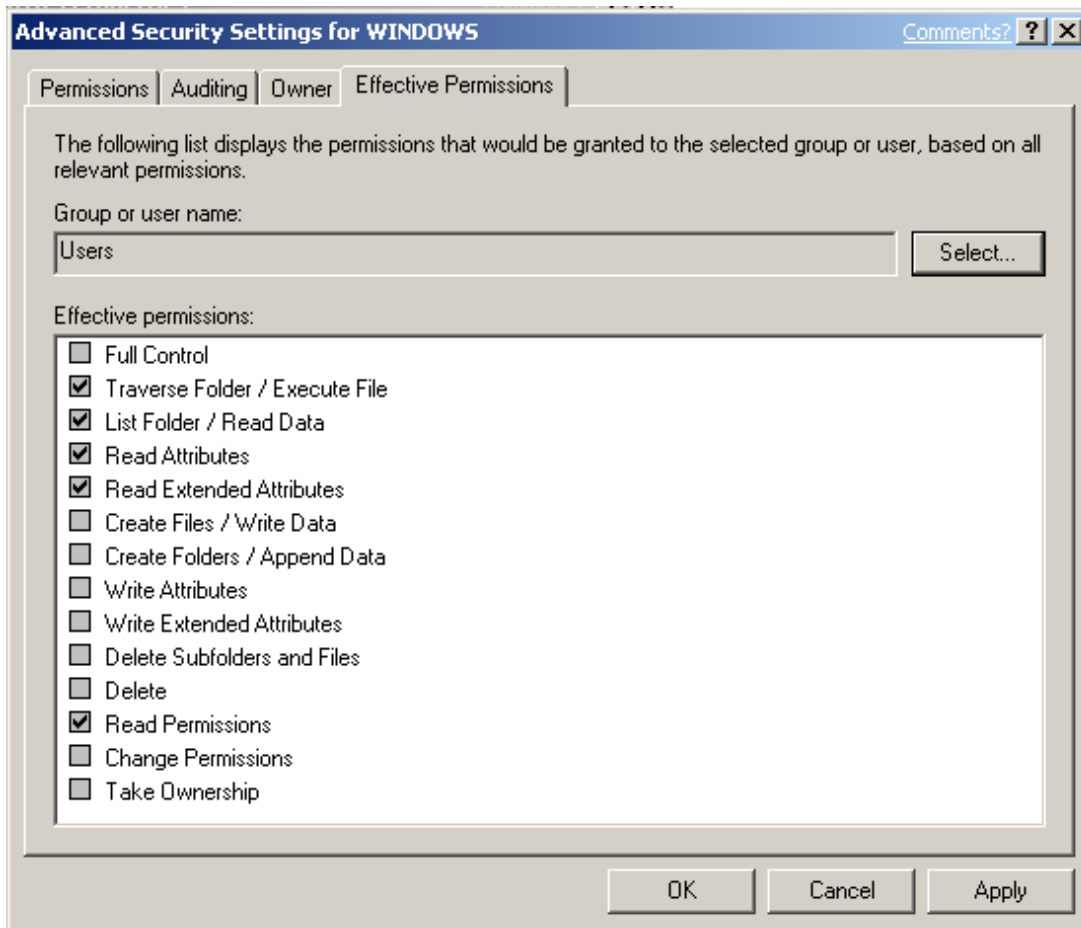 Advanced Security Settings for WINDOWS
Comments?
Permissions
Auditing
Owner
Effective Permissions
The following list displays the permissions that would be granted to the selected group or user, based on all
relevant permissions.
Group or user name:
Users
Select...
Effective permissions:
Full Control
Traverse Folder / Execute File
List Folder / Read Data
Read Attributes
Read Extended Attributes
Create Files / Write Data
Create Folders / Append Data
Write Attributes
Write Extended Attributes
Delete Subfolders and Files
Delete
Read Permissions
Change Permissions
Take Ownership
OK
Cancel
Apply